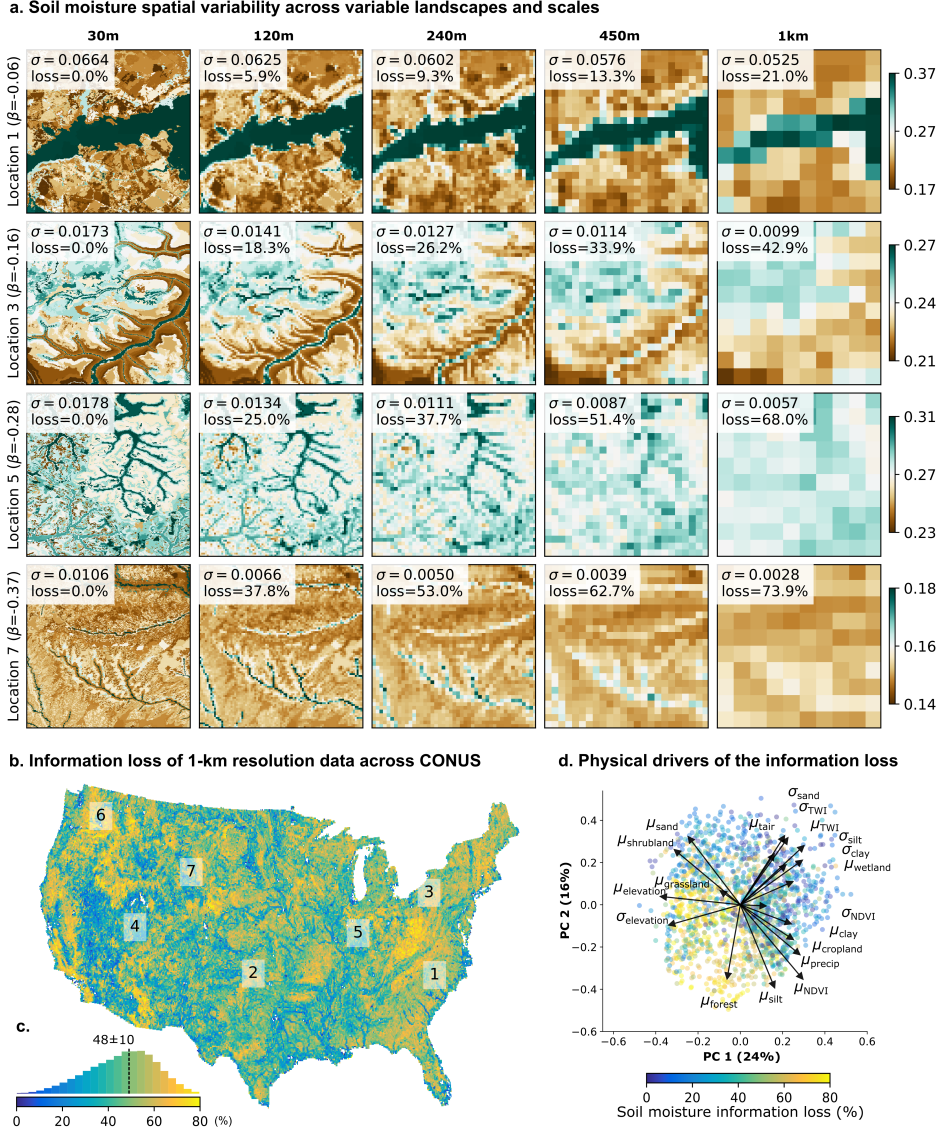 a. Soil moisture spatial variability across variable landscapes and scales
30m 120m 240m 450m 1km
Location 1 (β=-0.06)
σ = 0.0664
loss=0.0%
σ = 0.0625
loss=5.9%
σ = 0.0602
loss=9.3%
σ = 0.0576
loss=13.3%
σ = 0.0525
loss=21.0%
0.37
0.27
0.17
Location 3 (β=-0.16)
σ = 0.0173
loss=0.0%
σ = 0.0141
loss=18.3%
σ = 0.0127
loss=26.2%
σ = 0.0114
loss=33.9%
σ = 0.0099
loss=42.9%
0.27
0.24
0.21
Location 5 (β=-0.28)
σ = 0.0178
loss=0.0%
σ = 0.0134
loss=25.0%
σ = 0.0111
loss=37.7%
σ = 0.0087
loss=51.4%
σ = 0.0057
loss=68.0%
0.31
0.27
0.23
Location 7 (β=-0.37)
σ = 0.0106
loss=0.0%
σ = 0.0066
loss=37.8%
σ = 0.0050
loss=53.0%
σ = 0.0039
loss=62.7%
σ = 0.0028
loss=73.9%
0.18
0.16
0.14
b. Information loss of 1-km resolution data across CONUS
6
7
3
4
5
2
1
c.
48±10
0 20 40 60 80 (%)
d. Physical drivers of the information loss
PC 2 (16%)
0.4
0.2
0.0
−0.2
−0.4
−0.6
σsand
σTWI
μtair
μTWI
μsand
σsilt
μshrubland
σclay
μwetland
μgrassland
μelevation
σelevation
σNDVI
μclay
μcropland
μprecip
μNDVI
μforest
μsilt
−0.6 −0.4 −0.2 0.0 0.2 0.4 0.6
PC 1 (24%)
0 20 40 60 80
Soil moisture information loss (%)